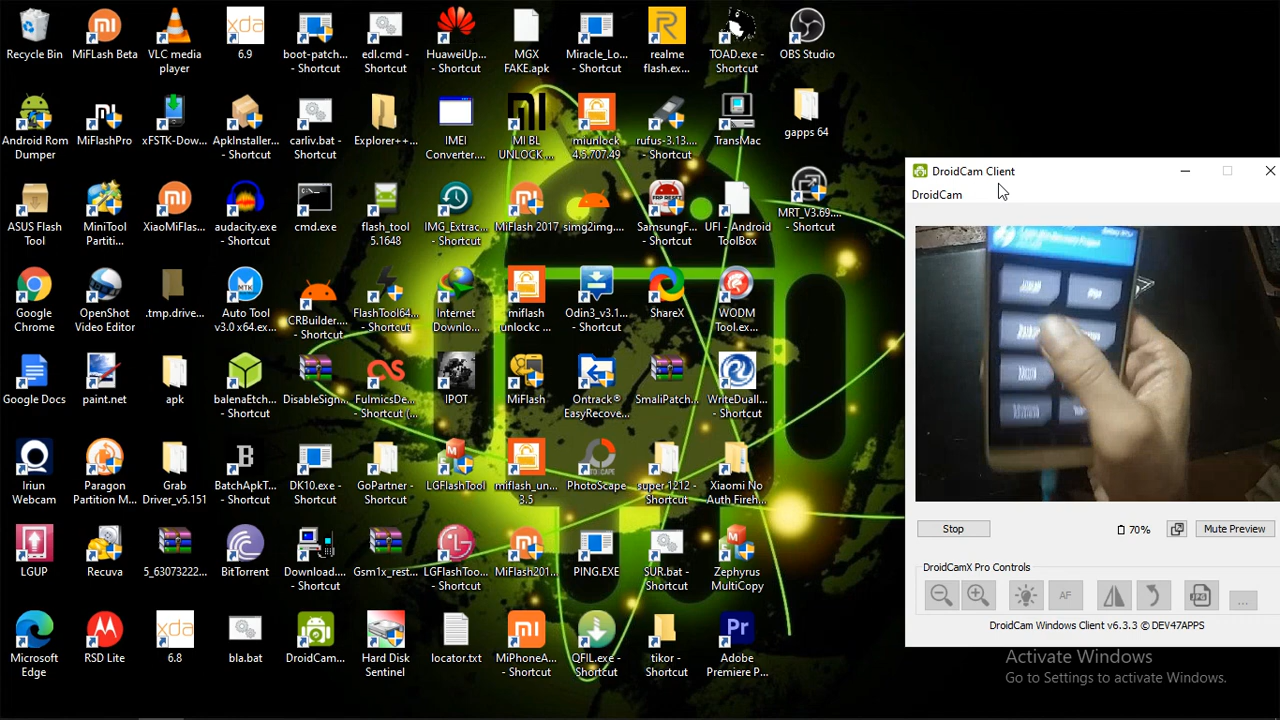 Recycle Bin
MiFlash Beta
VLC media
player
xda
6.9
boot-patch...
- Shortcut
edl.cmd -
Shortcut
HuaweiUp...
- Shortcut
MGX
FAKE.apk
Miracle_Lo...
- Shortcut
R
realme
flash.ex...
TOAD.exe -
Shortcut
OBS Studio
Android Rom
Dumper
MiFlashPro
xFSTK-Dow...
ApkInstaller...
- Shortcut
carliv.bat -
Shortcut
Explorer++...
IMEI
Converter....
MI BL
UNLOCK ...
miunlock
4.5.707.49
rufus-3.13....
- Shortcut
TransMac
gapps 64
ASUS Flash
Tool
MiniTool
Partiti...
XiaoMiFlas...
audacity.exe
- Shortcut
cmd.exe
flash_tool
5.1648
IMG_Extrac...
- Shortcut
MiFlash 2017
simg2img....
- Shortcut
FRP RESET
SamsungF...
- Shortcut
UFI - Android
ToolBox
MRT_V3.69....
- Shortcut
Google
Chrome
OpenShot
Video Editor
.tmp.drive...
MTK
Auto Tool
v3.0 x64.ex...
CRBuilder....
- Shortcut
FlashTool64...
- Shortcut
Internet
Downlo...
miflash
unlockc ...
Odin3_v3.1...
- Shortcut
ShareX
WODM
Tool.ex...
Google Docs
paint.net
apk
balenaEtch...
- Shortcut
DisableSign...
FulmicsDe...
- Shortcut (...
IPOT
MiFlash
Ontrack®
EasyRecove...
SmaliPatch...
WriteDuall...
- Shortcut
Iriun
Webcam
Paragon
Partition M...
Grab
Driver_v5.151
B
BatchApkT...
- Shortcut
DK10.exe -
Shortcut
GoPartner -
Shortcut
LGFlashTool
miflash_un...
3.5
PhotoScape
super-1212 -
Shortcut
Xiaomi No
Auth_Fireh...
LGUP
Recuva
5_63073222...
BitTorrent
Download....
- Shortcut
Gsm1x_rest...
LGFlashToo...
- Shortcut
MiFlash201...
- Shortcut
PING.EXE
SUR.bat -
Shortcut
Zephyrus
MultiCopy
Microsoft
Edge
RSD Lite
xda
6.8
bla.bat
DroidCam...
Hard Disk
Sentinel
locator.txt
MiPhoneA...
- Shortcut
QFIL.exe -
Shortcut
tikor -
Shortcut
Pr
Adobe
Premiere P...
DroidCam Client
DroidCam
Stop
70%
Mute Preview
DroidCamX Pro Controls
AF
JPG
...
DroidCam Windows Client v6.3.3 © DEV47APPS
Activate Windows
Go to Settings to activate Windows.